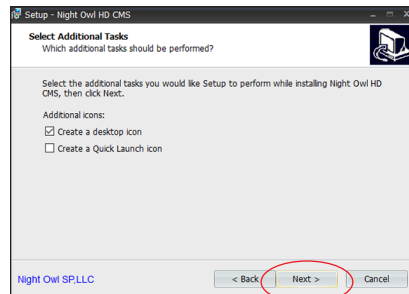 Setup - Night Owl HD CMS
Select Additional Tasks
Which additional tasks should be performed?
Select the additional tasks you would like Setup to perform while installing Night Owl HD
CMS, then click Next.
Additional icons:
Create a desktop icon
Create a Quick Launch icon
Night Owl SP,LLC
< Back
Next >
Cancel